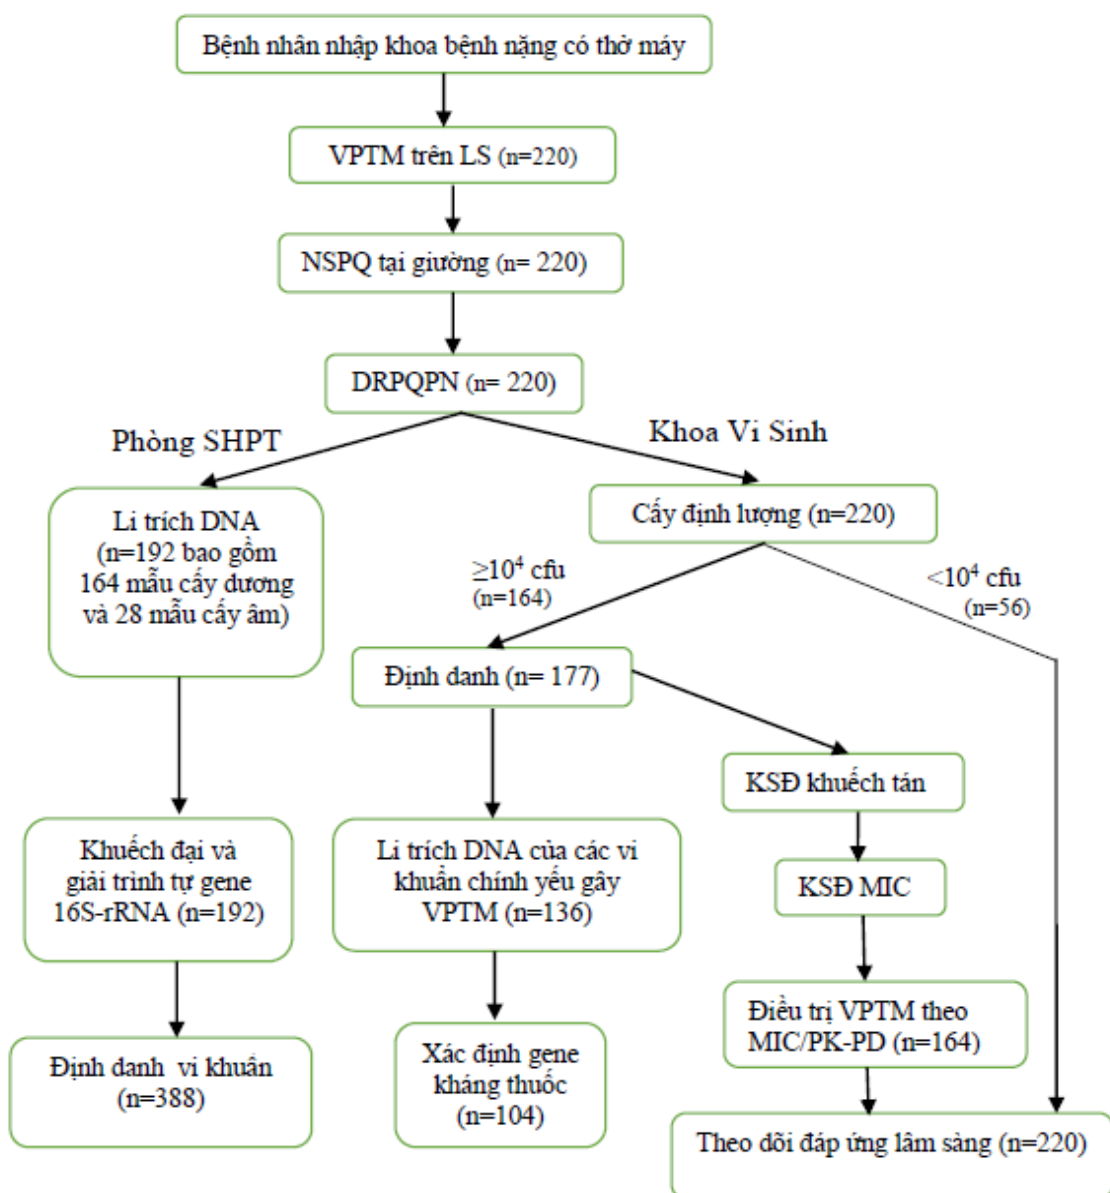 Bệnh nhân nhập khoa bệnh nặng có thở máy
VPTM trên LS (n=220)
NSPQ tại giường (n= 220)
DRPQPN (n= 220)
Phòng SHPT
Khoa Vi Sinh
Li trích DNA
(n=192 bao gồm
164 mẫu cấy dương
và 28 mẫu cấy âm)
Cấy định lượng (n=220)
≥10⁴ cfu
(n=164)
<10⁴ cfu
(n=56)
Định danh (n= 177)
KSĐ khuếch tán
Khuếch đại và
giải trình tự gene
16S-rRNA (n=192)
Li trích DNA của các vi
khuẩn chính yếu gây
VPTM (n=136)
KSĐ MIC
Điều trị VPTM theo
MIC/PK-PD (n=164)
Định danh vi khuẩn
(n=388)
Xác định gene
kháng thuốc
(n=104)
Theo dõi đáp ứng lâm sàng (n=220)